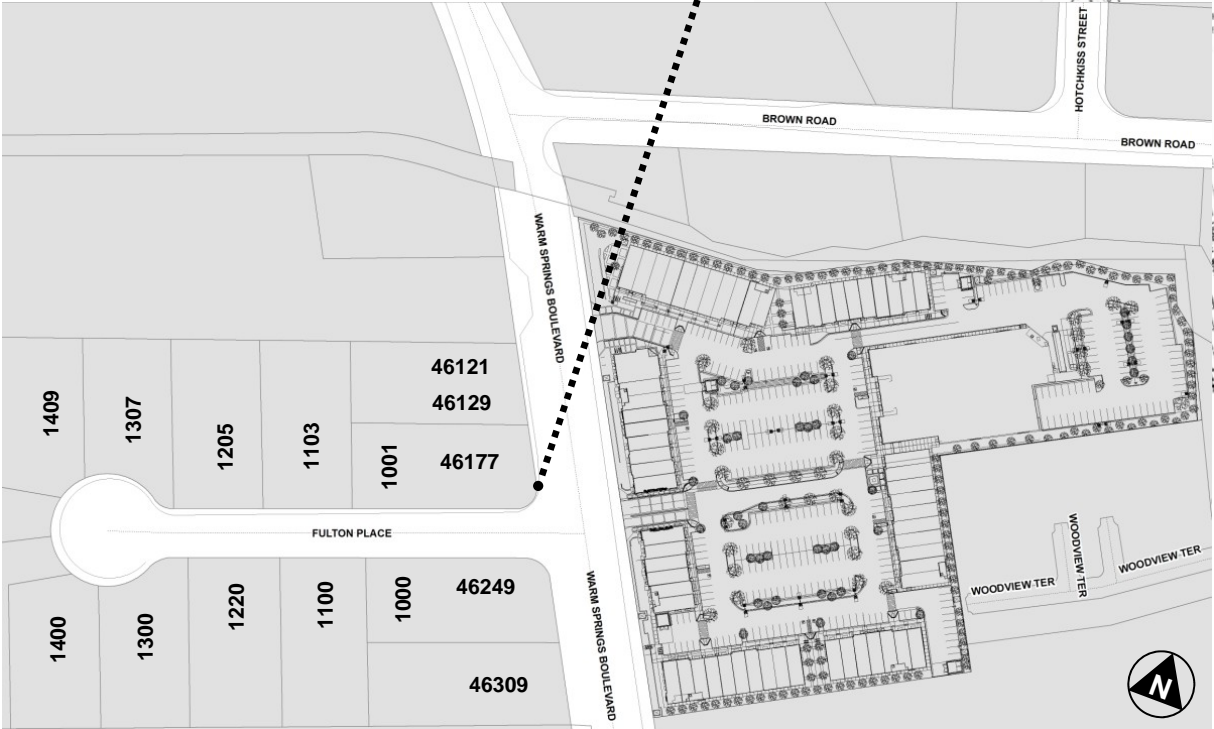 HOTCHKISS STREET
BROWN ROAD
BROWN ROAD
WARM SPRINGS BOULEVARD
46121
46129
1409
1307
1205
1103
1001
46177
FULTON PLACE
WOODVIEW TER
WOODVIEW TER
WOODVIEW TER
46249
1000
1100
1220
1300
1400
WARM SPRINGS BOULEVARD
46309
N